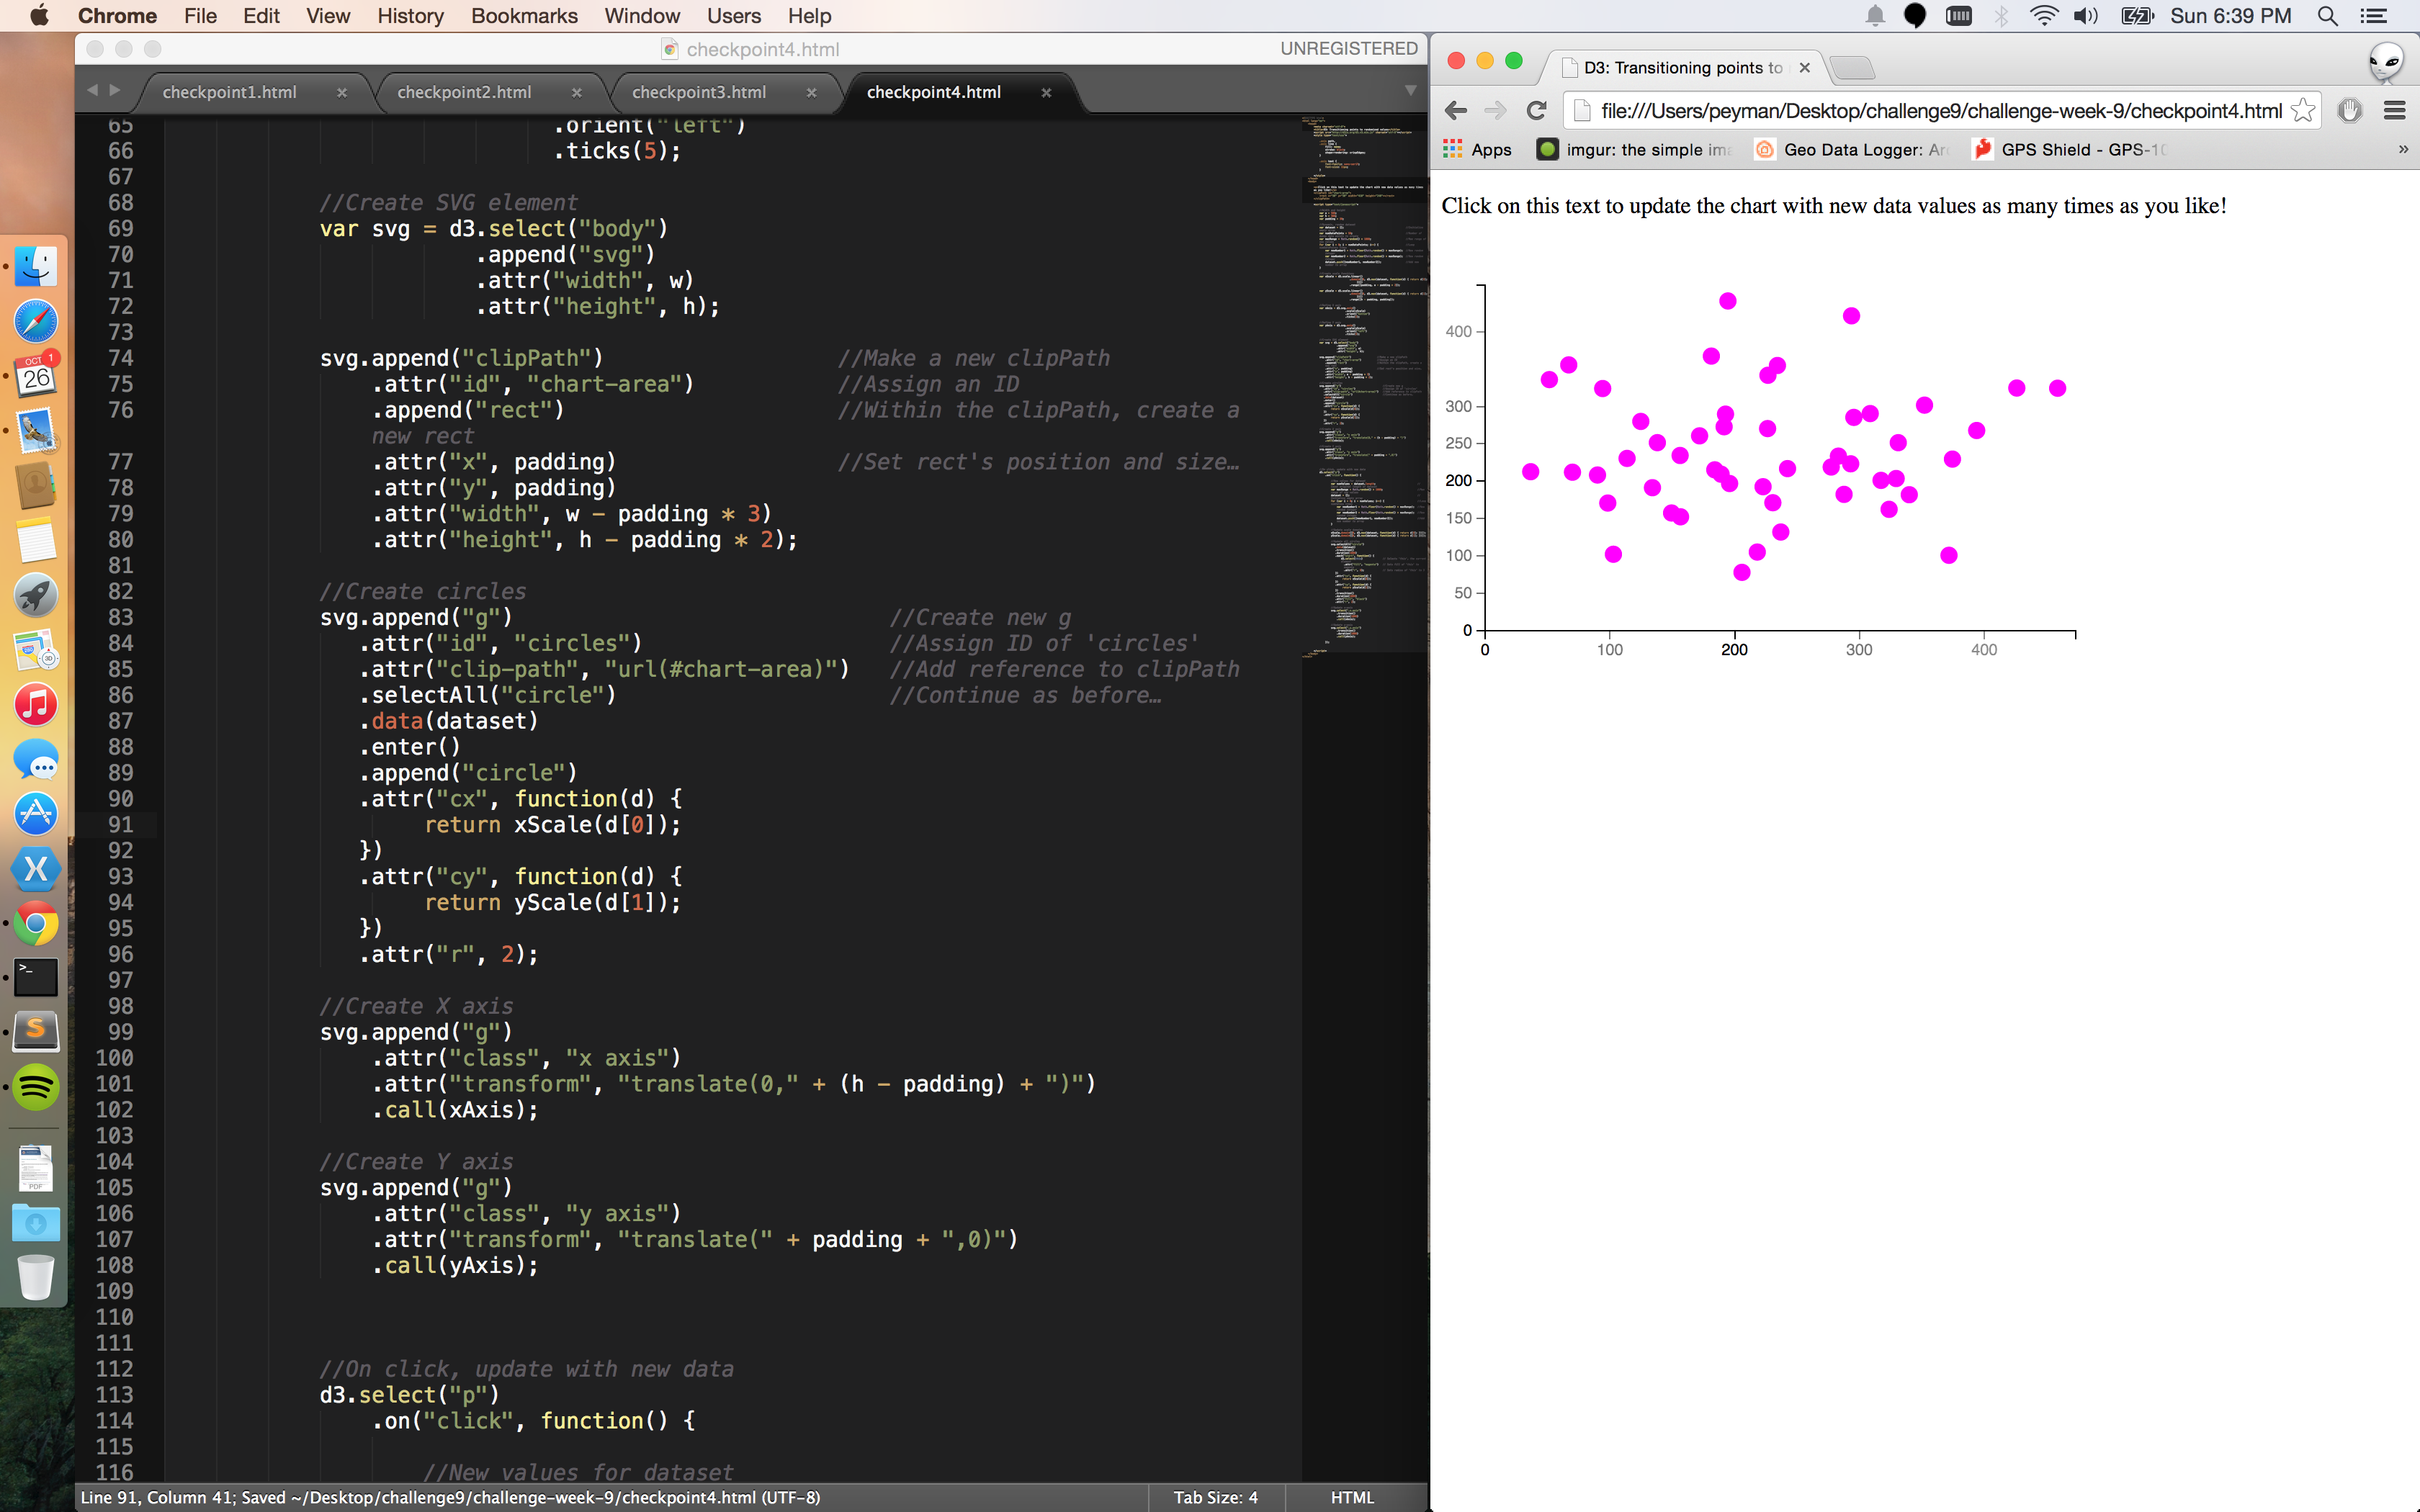 Chrome File Edit View History Bookmarks Window Users Help Sun 6:39 PM
checkpoint4.html UNREGISTERED
checkpoint1.html checkpoint2.html checkpoint3.html checkpoint4.html
65 .orient("left")
66 .ticks(5);
67
68 //Create SVG element
69 var svg = d3.select("body")
70 .append("svg")
71 .attr("width", w)
72 .attr("height", h);
73
74 svg.append("clipPath") //Make a new clipPath
75 .attr("id", "chart-area") //Assign an ID
76 .append("rect") //Within the clipPath, create a
new rect
77 .attr("x", padding) //Set rect's position and size…
78 .attr("y", padding)
79 .attr("width", w - padding * 3)
80 .attr("height", h - padding * 2);
81
82 //Create circles
83 svg.append("g") //Create new g
84 .attr("id", "circles") //Assign ID of 'circles'
85 .attr("clip-path", "url(#chart-area)") //Add reference to clipPath
86 .selectAll("circle") //Continue as before…
87 .data(dataset)
88 .enter()
89 .append("circle")
90 .attr("cx", function(d) {
91 return xScale(d[0]);
92 })
93 .attr("cy", function(d) {
94 return yScale(d[1]);
95 })
96 .attr("r", 2);
97
98 //Create X axis
99 svg.append("g")
100 .attr("class", "x axis")
101 .attr("transform", "translate(0," + (h - padding) + ")")
102 .call(xAxis);
103
104 //Create Y axis
105 svg.append("g")
106 .attr("class", "y axis")
107 .attr("transform", "translate(" + padding + ",0)")
108 .call(yAxis);
109
110
111
112 //On click, update with new data
113 d3.select("p")
114 .on("click", function() {
115
116 //New values for dataset
Line 91, Column 41; Saved ~/Desktop/challenge9/challenge-week-9/checkpoint4.html (UTF-8) Tab Size: 4 HTML
D3: Transitioning points to
file:///Users/peyman/Desktop/challenge9/challenge-week-9/checkpoint4.html
Apps imgur: the simple im Geo Data Logger: Ar GPS Shield - GPS-10 »
Click on this text to update the chart with new data values as many times as you like!
400
300
250
200
150
100
50
0
0 100 200 300 400
OCT 1
26
PDF